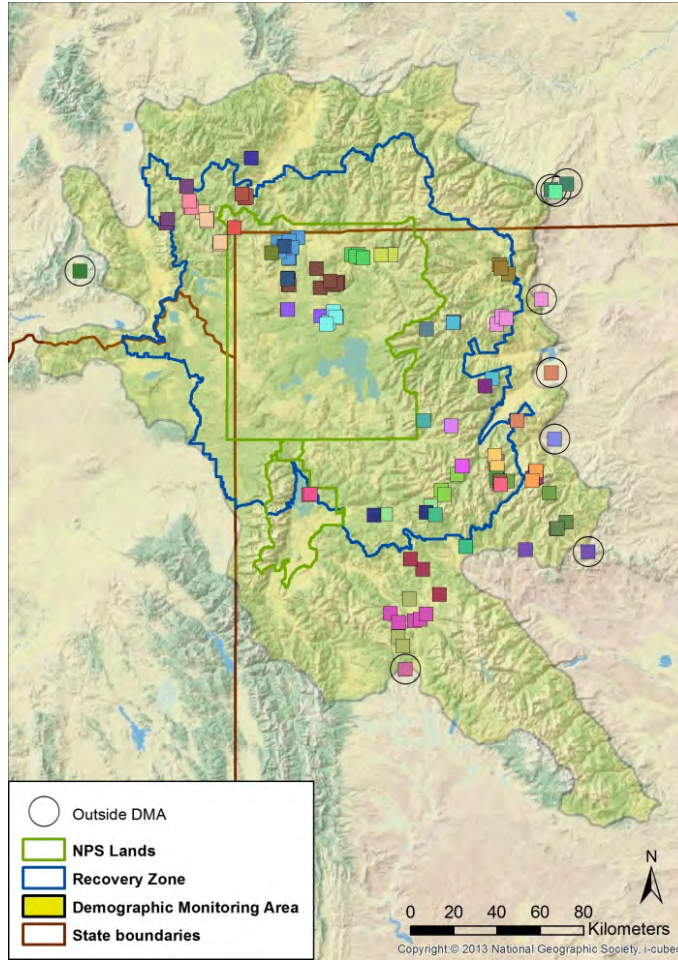 Outside DMA
NPS Lands
Recovery Zone
Demographic Monitoring Area
State boundaries
N
0 20 40 60 80
Kilometers
Copyright:© 2013 National Geographic Society, i-cubed